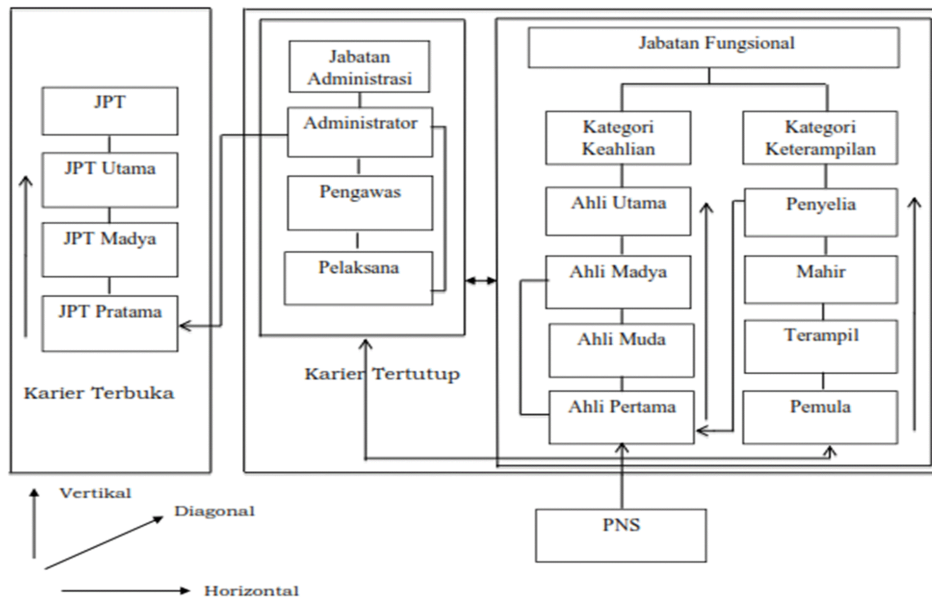 JPT
JPT Utama
JPT Madya
JPT Pratama
Karier Terbuka
Jabatan
Administrasi
Administrator
Pengawas
Pelaksana
Karier Tertutup
Jabatan Fungsional
Kategori
Keahlian
Ahli Utama
Ahli Madya
Ahli Muda
Ahli Pertama
Kategori
Keterampilan
Penyelia
Mahir
Terampil
Pemula
PNS
Vertikal
Diagonal
Horizontal